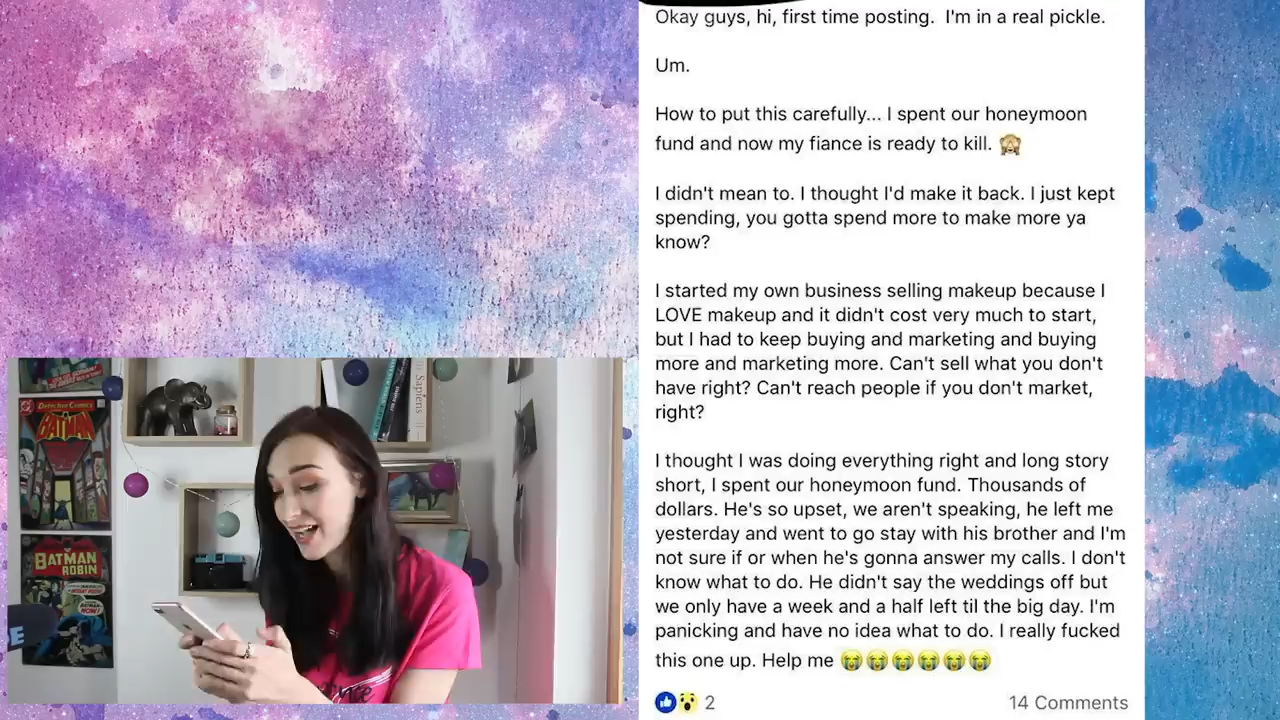 Okay guys, hi, first time posting.  I'm in a real pickle.
Um.
How to put this carefully... I spent our honeymoon
fund and now my fiance is ready to kill. 🙈
I didn't mean to. I thought I'd make it back. I just kept
spending, you gotta spend more to make more ya
know?
I started my own business selling makeup because I
LOVE makeup and it didn't cost very much to start,
but I had to keep buying and marketing and buying
more and marketing more. Can't sell what you don't
have right? Can't reach people if you don't market,
right?
I thought I was doing everything right and long story
short, I spent our honeymoon fund. Thousands of
dollars. He's so upset, we aren't speaking, he left me
yesterday and went to go stay with his brother and I'm
not sure if or when he's gonna answer my calls. I don't
know what to do. He didn't say the weddings off but
we only have a week and a half left til the big day. I'm
panicking and have no idea what to do. I really fucked
this one up. Help me 😭😭😭😭😭😭
2
14 Comments
Detective Comics
BATMAN
BATMAN
ROBIN
Sapiens